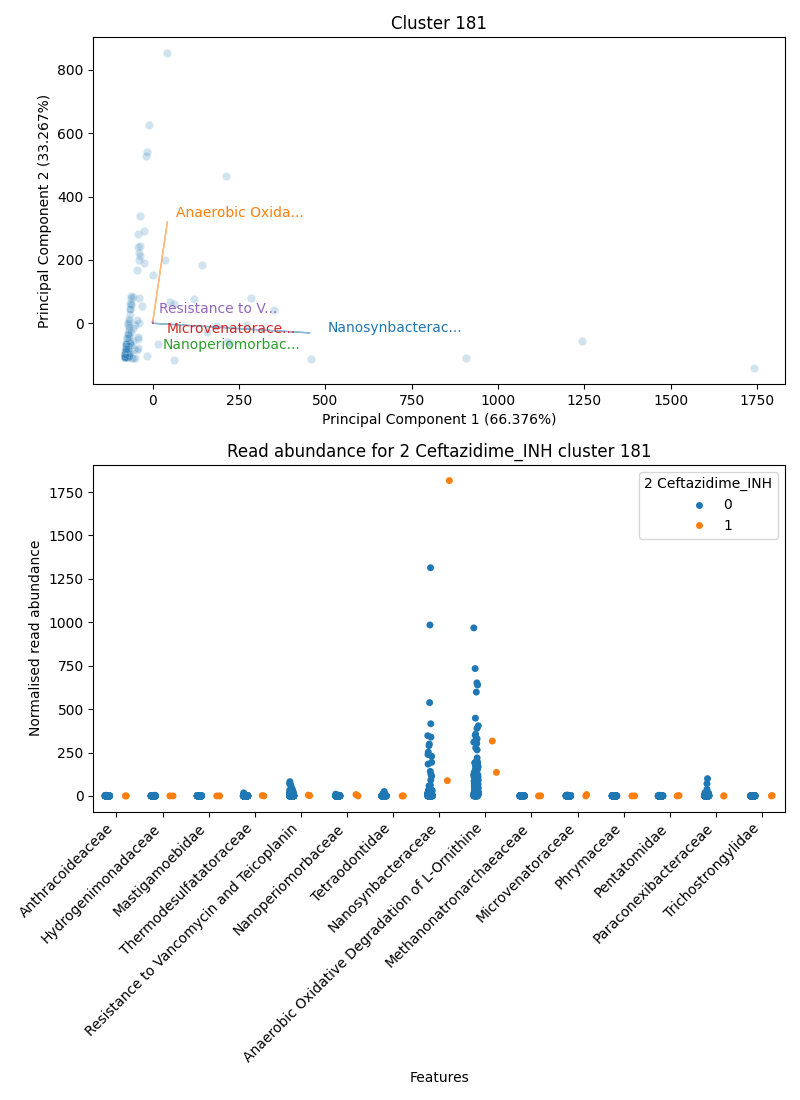 Cluster 181
800
600
400
200
0
Principal Component 2 (33.267%)
Anaerobic Oxida...
Resistance to V...
Microvenatorace...
Nanoperiomorbac...
Nanosynbacterac...
0
250
500
750
1000
1250
1500
1750
Principal Component 1 (66.376%)
Read abundance for 2 Ceftazidime_INH cluster 181
1750
1500
1250
1000
750
500
250
0
Normalised read abundance
2 Ceftazidime_INH
0
1
Anthracoideaceae
Hydrogenimonadaceae
Mastigamoebidae
Thermodesulfatatoraceae
Resistance to Vancomycin and Teicoplanin
Nanoperiomorbaceae
Tetraodontidae
Nanosynbacteraceae
Anaerobic Oxidative Degradation of L-Ornithine
Methanonatronarchaeaceae
Microvenatoraceae
Phrymaceae
Pentatomidae
Paraconexibacteraceae
Trichostrongylidae
Features